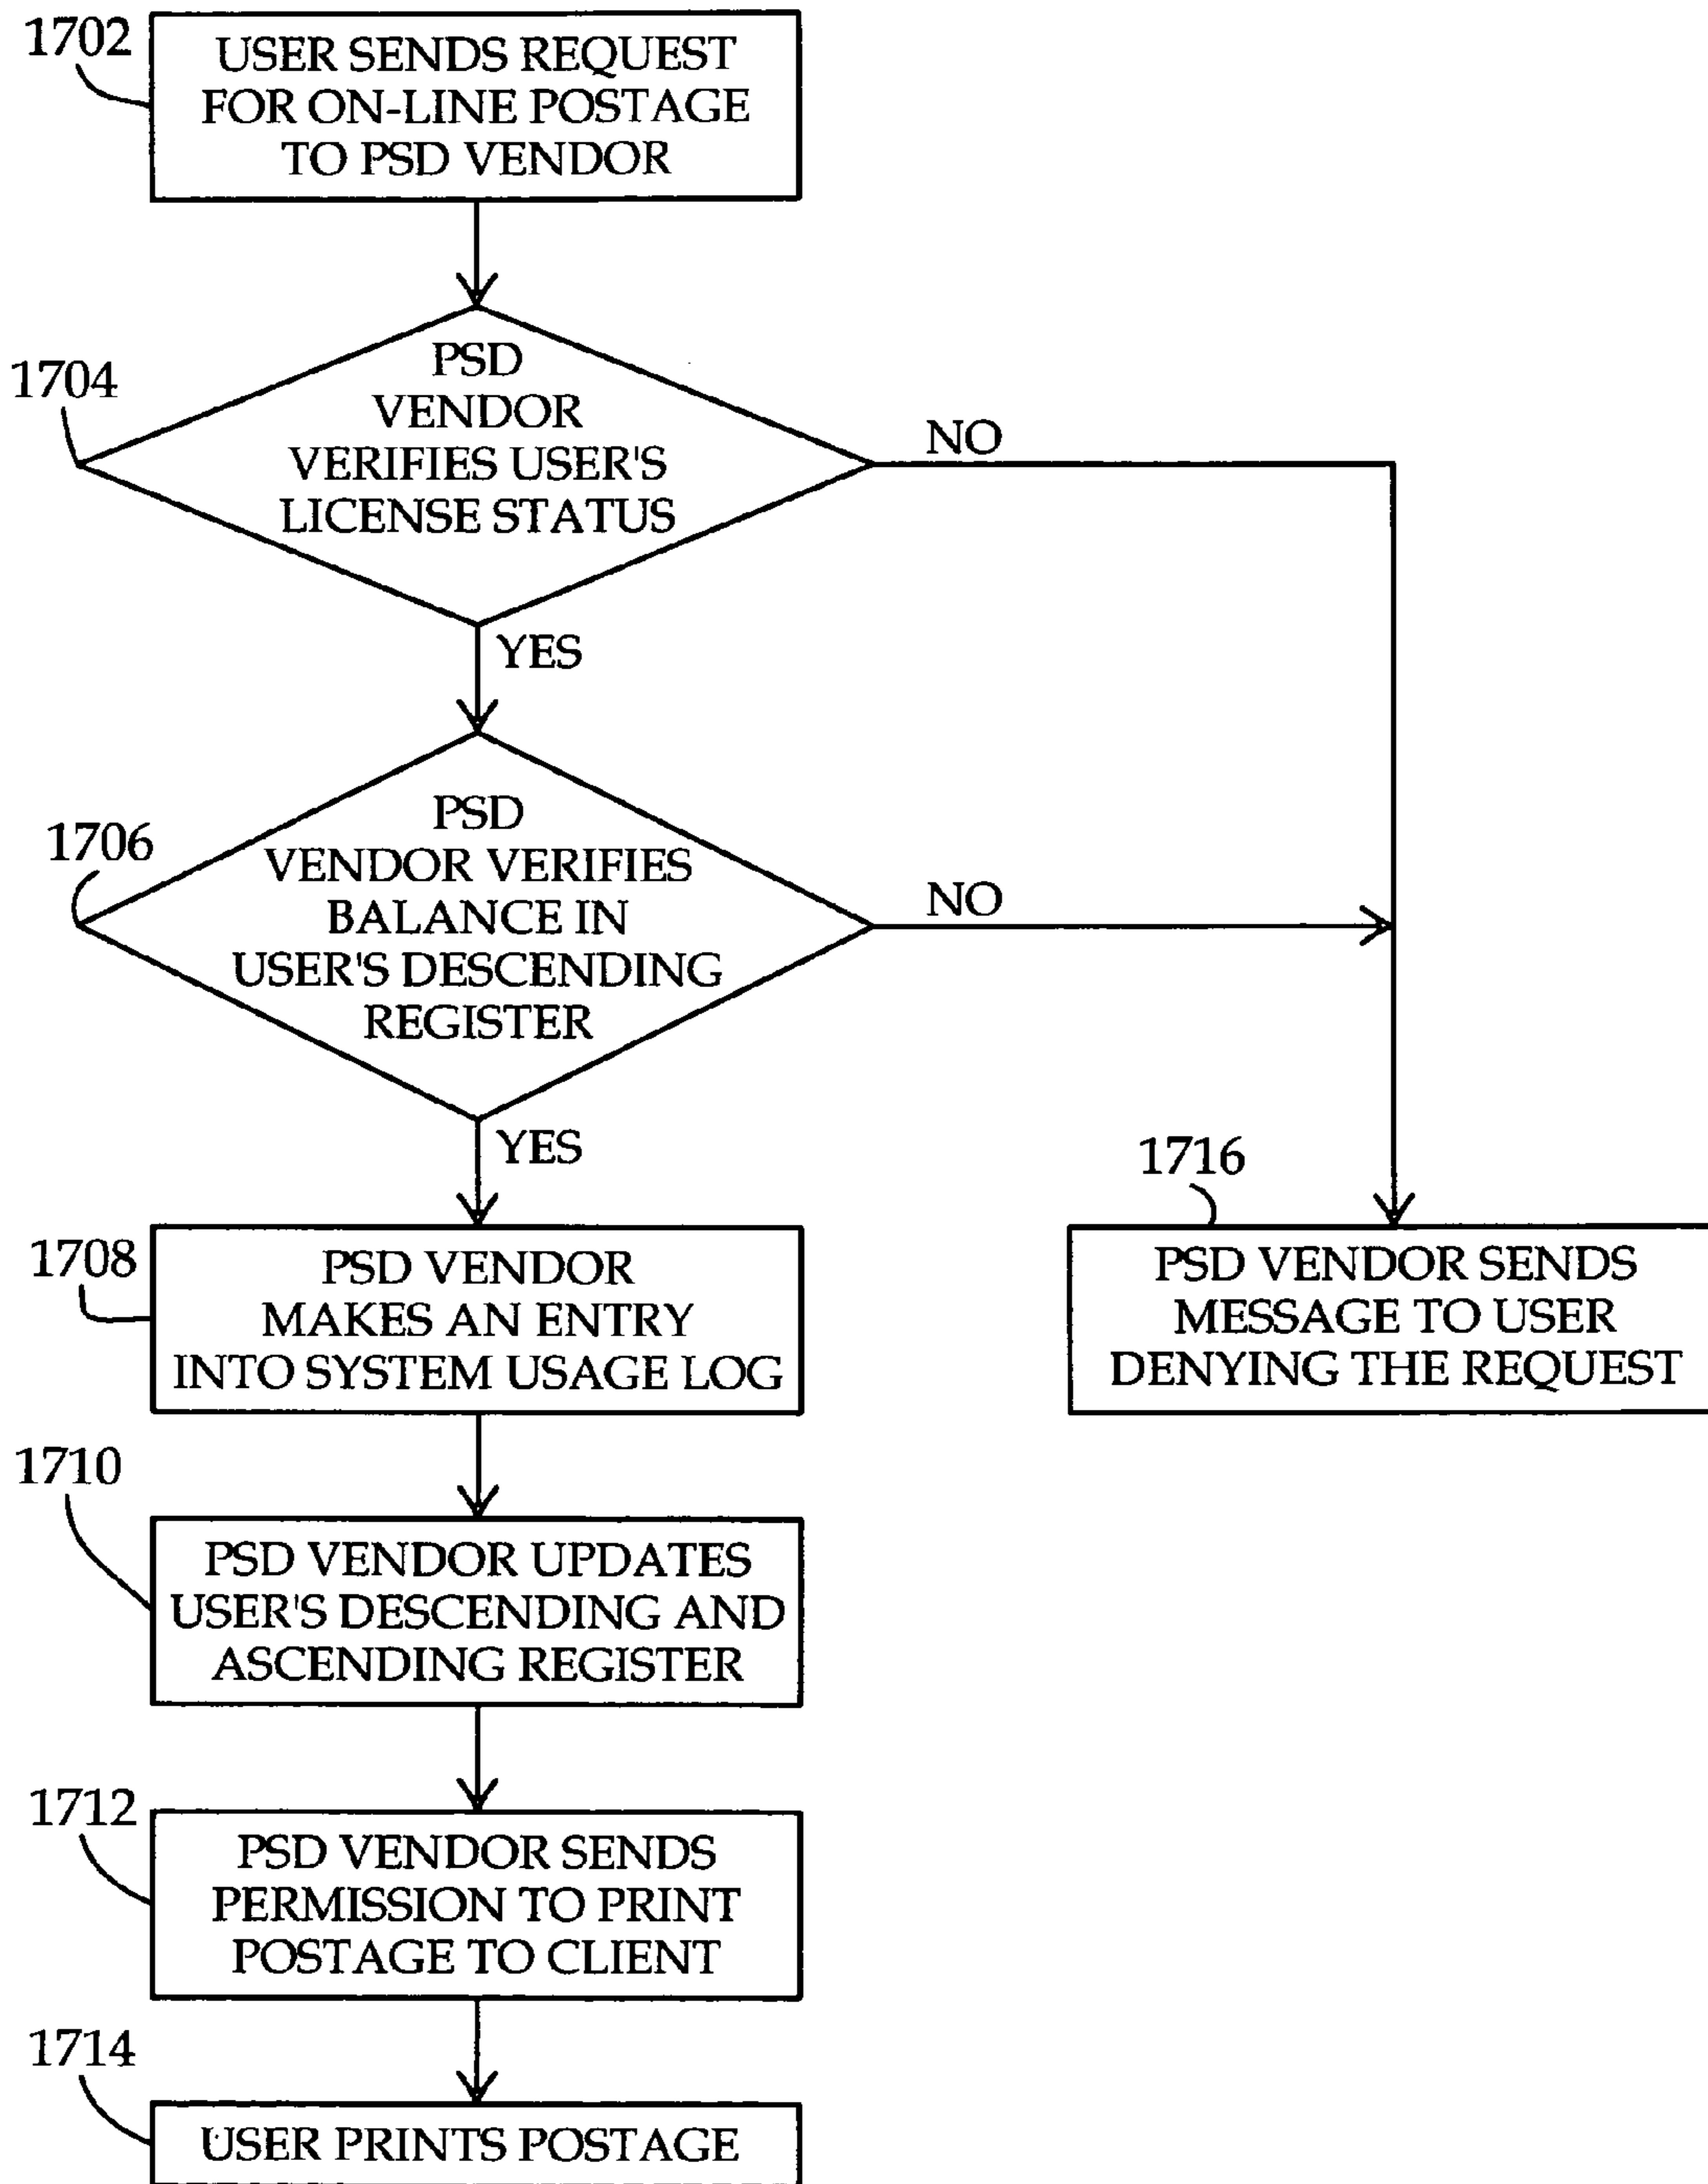 1702
USER SENDS REQUEST
FOR ON-LINE POSTAGE
TO PSD VENDOR
1704
PSD
VENDOR
VERIFIES USER'S
LICENSE STATUS
NO
YES
1706
PSD
VENDOR VERIFIES
BALANCE IN
USER'S DESCENDING
REGISTER
NO
YES
1708
PSD VENDOR
MAKES AN ENTRY
INTO SYSTEM USAGE LOG
1716
PSD VENDOR SENDS
MESSAGE TO USER
DENYING THE REQUEST
1710
PSD VENDOR UPDATES
USER'S DESCENDING AND
ASCENDING REGISTER
1712
PSD VENDOR SENDS
PERMISSION TO PRINT
POSTAGE TO CLIENT
1714
USER PRINTS POSTAGE